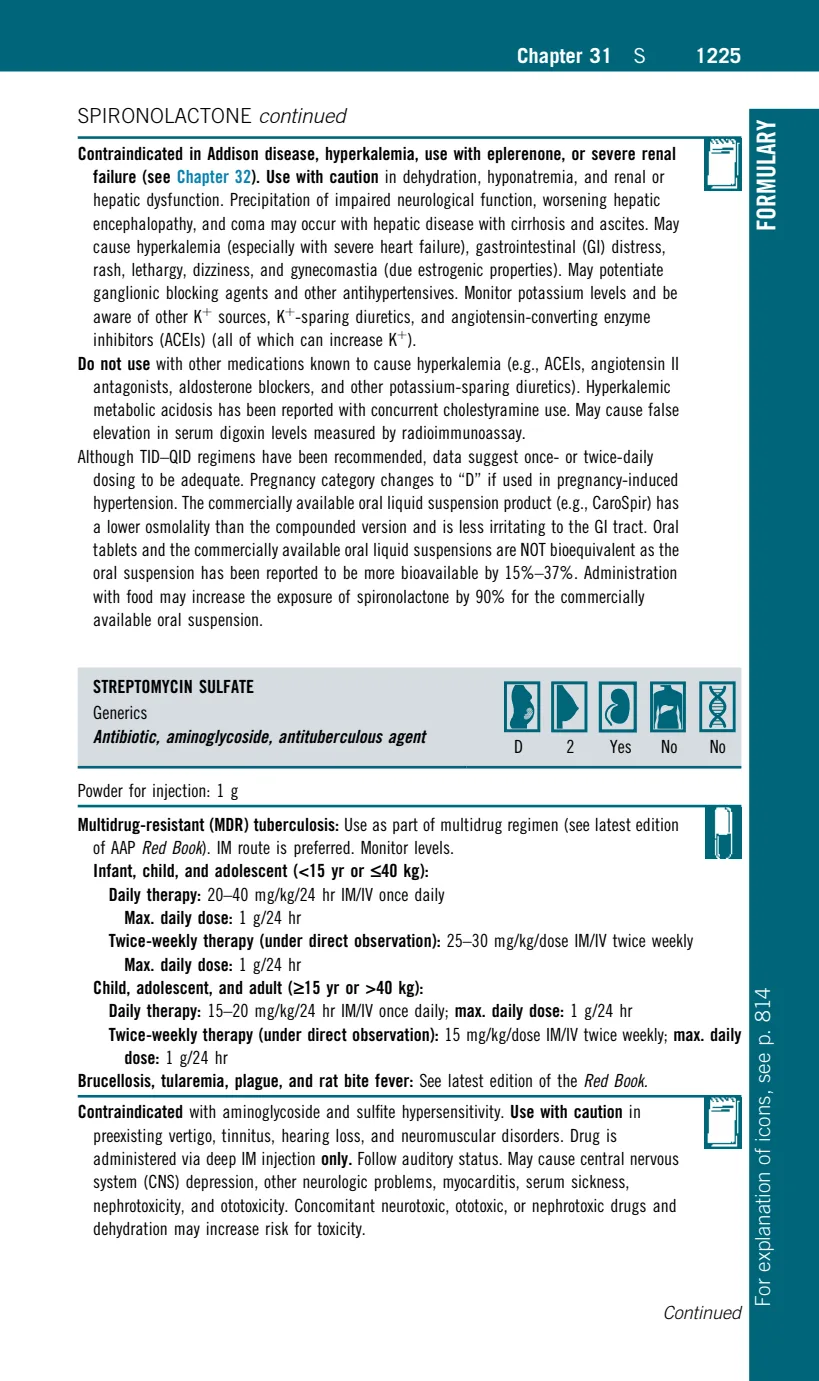 Chapter 31 S 1225
SPIRONOLACTONE continued
Contraindicated in Addison disease, hyperkalemia, use with eplerenone, or severe renal
failure (see Chapter 32). Use with caution in dehydration, hyponatremia, and renal or
hepatic dysfunction. Precipitation of impaired neurological function, worsening hepatic
encephalopathy, and coma may occur with hepatic disease with cirrhosis and ascites. May
cause hyperkalemia (especially with severe heart failure), gastrointestinal (GI) distress,
rash, lethargy, dizziness, and gynecomastia (due estrogenic properties). May potentiate
ganglionic blocking agents and other antihypertensives. Monitor potassium levels and be
aware of other K⁺ sources, K⁺-sparing diuretics, and angiotensin-converting enzyme
inhibitors (ACEIs) (all of which can increase K⁺).
Do not use with other medications known to cause hyperkalemia (e.g., ACEIs, angiotensin II
antagonists, aldosterone blockers, and other potassium-sparing diuretics). Hyperkalemic
metabolic acidosis has been reported with concurrent cholestyramine use. May cause false
elevation in serum digoxin levels measured by radioimmunoassay.
Although TID–QID regimens have been recommended, data suggest once- or twice-daily
dosing to be adequate. Pregnancy category changes to “D” if used in pregnancy-induced
hypertension. The commercially available oral liquid suspension product (e.g., CaroSpir) has
a lower osmolality than the compounded version and is less irritating to the GI tract. Oral
tablets and the commercially available oral liquid suspensions are NOT bioequivalent as the
oral suspension has been reported to be more bioavailable by 15%–37%. Administration
with food may increase the exposure of spironolactone by 90% for the commercially
available oral suspension.
STREPTOMYCIN SULFATE
Generics
Antibiotic, aminoglycoside, antituberculous agent
D 2 Yes No No
Powder for injection: 1 g
Multidrug-resistant (MDR) tuberculosis: Use as part of multidrug regimen (see latest edition
of AAP Red Book). IM route is preferred. Monitor levels.
Infant, child, and adolescent (<15 yr or ≤40 kg):
Daily therapy: 20–40 mg/kg/24 hr IM/IV once daily
Max. daily dose: 1 g/24 hr
Twice-weekly therapy (under direct observation): 25–30 mg/kg/dose IM/IV twice weekly
Max. daily dose: 1 g/24 hr
Child, adolescent, and adult (≥15 yr or >40 kg):
Daily therapy: 15–20 mg/kg/24 hr IM/IV once daily; max. daily dose: 1 g/24 hr
Twice-weekly therapy (under direct observation): 15 mg/kg/dose IM/IV twice weekly; max. daily
dose: 1 g/24 hr
Brucellosis, tularemia, plague, and rat bite fever: See latest edition of the Red Book.
Contraindicated with aminoglycoside and sulfite hypersensitivity. Use with caution in
preexisting vertigo, tinnitus, hearing loss, and neuromuscular disorders. Drug is
administered via deep IM injection only. Follow auditory status. May cause central nervous
system (CNS) depression, other neurologic problems, myocarditis, serum sickness,
nephrotoxicity, and ototoxicity. Concomitant neurotoxic, ototoxic, or nephrotoxic drugs and
dehydration may increase risk for toxicity.
Continued
FORMULARY
For explanation of icons, see p. 814